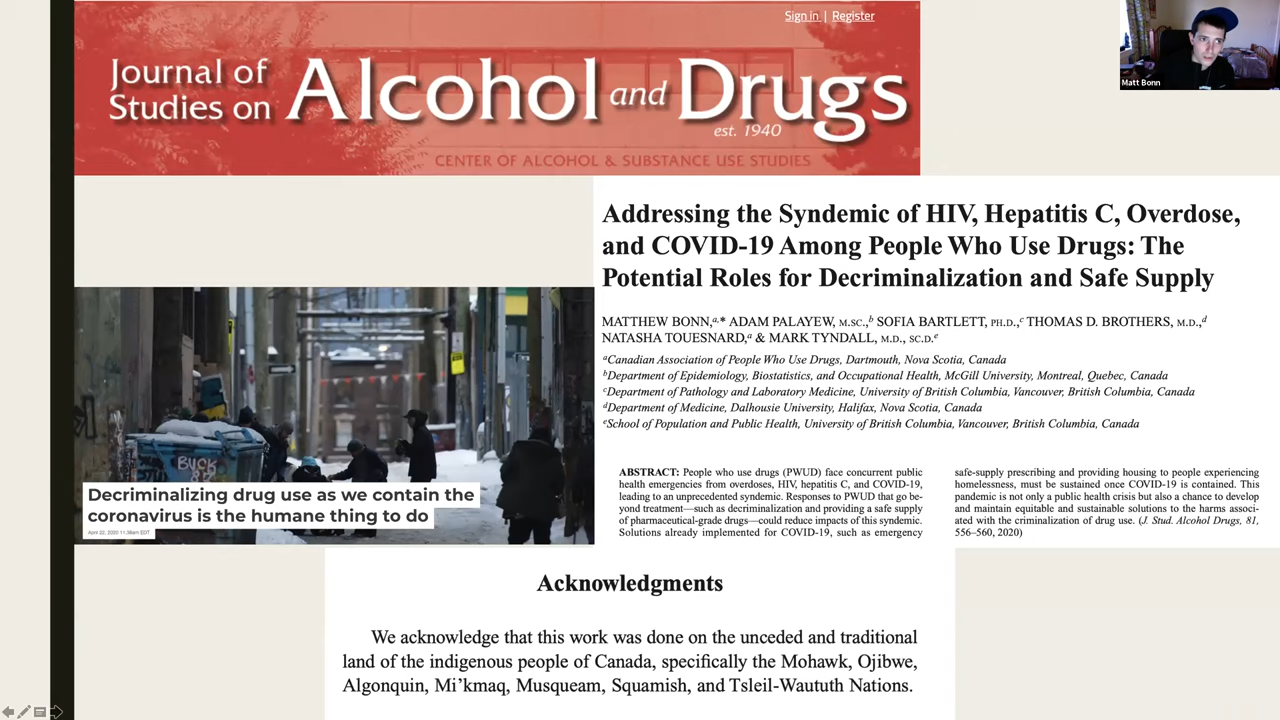 Sign in | Register
Matt Bonn
Journal of
Studies on
Alcohol and Drugs
est. 1940
CENTER OF ALCOHOL & SUBSTANCE USE STUDIES
Addressing the Syndemic of HIV, Hepatitis C, Overdose,
and COVID-19 Among People Who Use Drugs: The
Potential Roles for Decriminalization and Safe Supply
MATTHEW BONN,a,* ADAM PALAYEW, M.SC.,b SOFIA BARTLETT, PH.D.,c THOMAS D. BROTHERS, M.D.,d
NATASHA TOUESNARD,a & MARK TYNDALL, M.D., SC.D.e
aCanadian Association of People Who Use Drugs, Dartmouth, Nova Scotia, Canada
bDepartment of Epidemiology, Biostatistics, and Occupational Health, McGill University, Montreal, Quebec, Canada
cDepartment of Pathology and Laboratory Medicine, University of British Columbia, Vancouver, British Columbia, Canada
dDepartment of Medicine, Dalhousie University, Halifax, Nova Scotia, Canada
eSchool of Population and Public Health, University of British Columbia, Vancouver, British Columbia, Canada
ABSTRACT: People who use drugs (PWUD) face concurrent public
health emergencies from overdoses, HIV, hepatitis C, and COVID-19,
leading to an unprecedented syndemic. Responses to PWUD that go be-
yond treatment—such as decriminalization and providing a safe supply
of pharmaceutical-grade drugs—could reduce impacts of this syndemic.
Solutions already implemented for COVID-19, such as emergency
safe-supply prescribing and providing housing to people experiencing
homelessness, must be sustained once COVID-19 is contained. This
pandemic is not only a public health crisis but also a chance to develop
and maintain equitable and sustainable solutions to the harms associ-
ated with the criminalization of drug use. (J. Stud. Alcohol Drugs, 81,
556–560, 2020)
BUCK
Decriminalizing drug use as we contain the
coronavirus is the humane thing to do
April 22, 2020 11:38am EDT
Acknowledgments
We acknowledge that this work was done on the unceded and traditional
land of the indigenous people of Canada, specifically the Mohawk, Ojibwe,
Algonquin, Mi’kmaq, Musqueam, Squamish, and Tsleil-Waututh Nations.